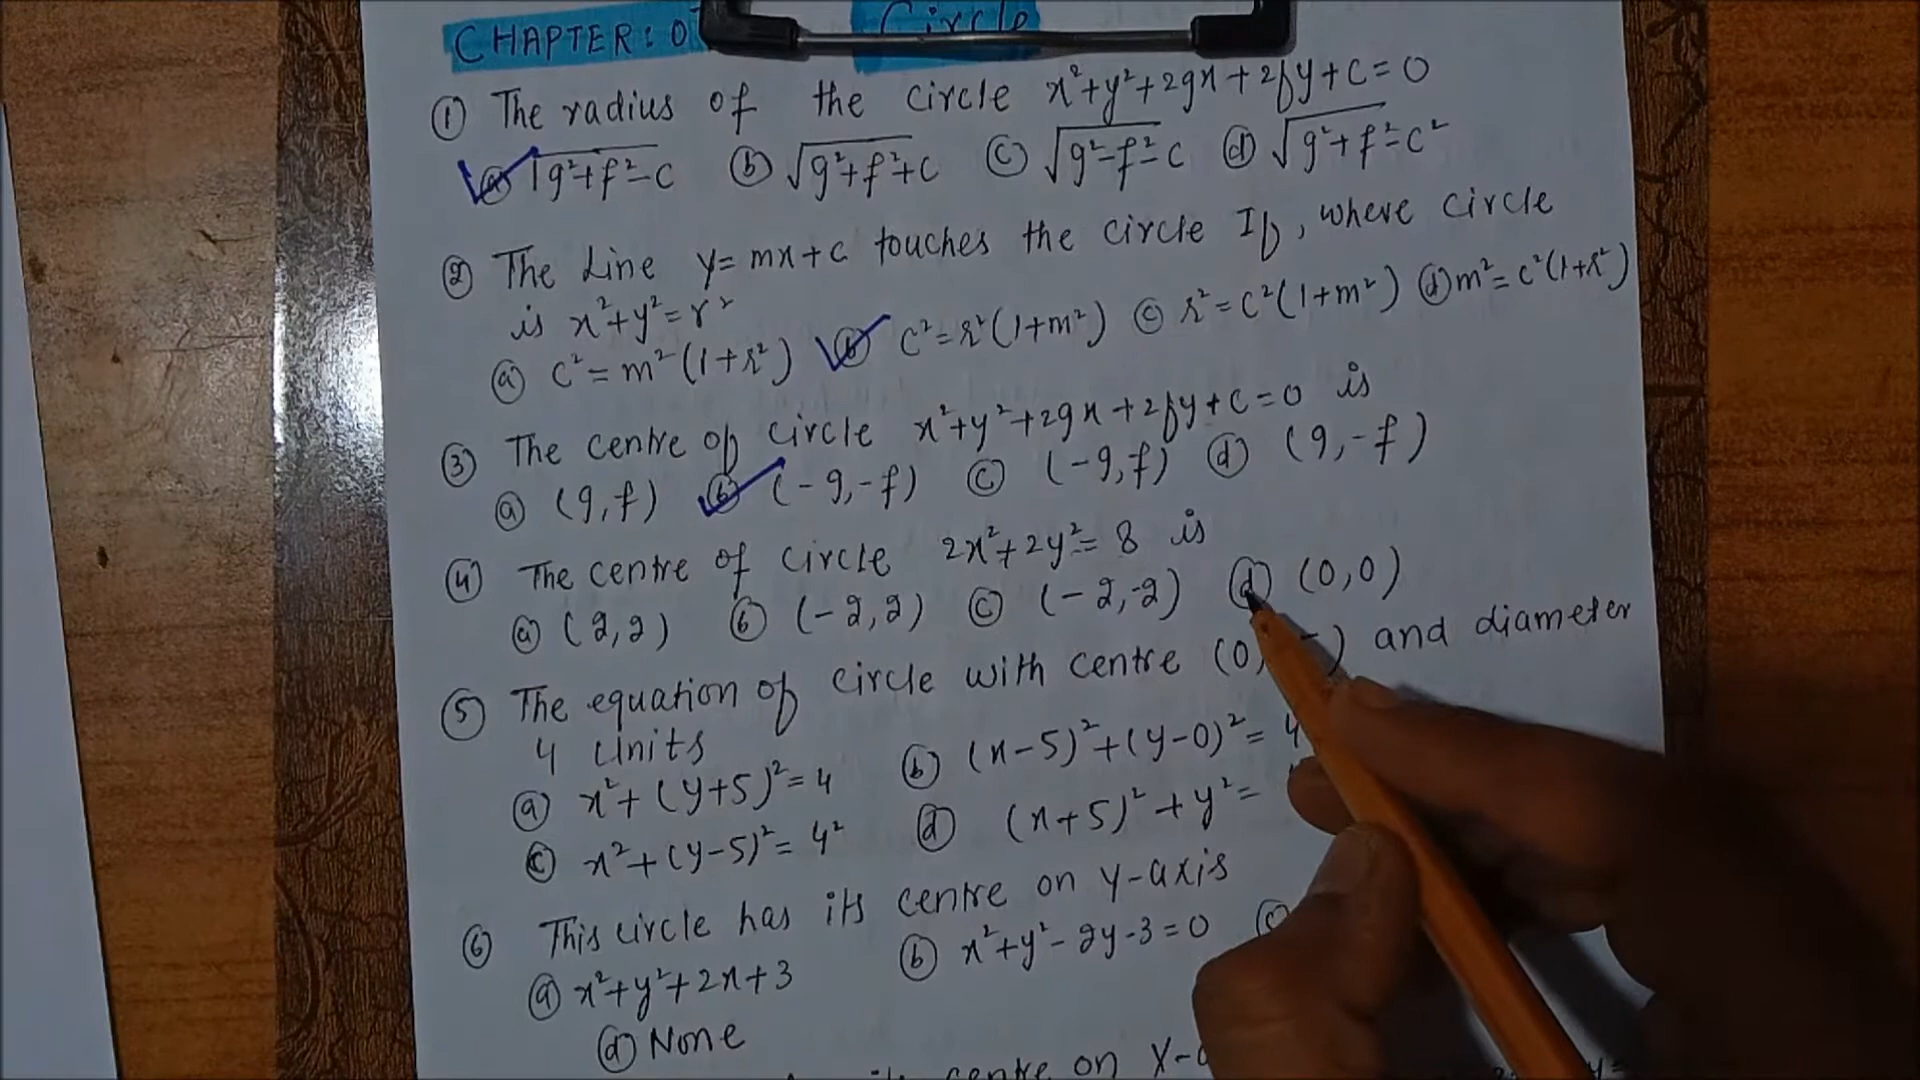 CHAPTER: 0
Circle
① The radius of the circle x²+y²+2gx+2fy+c=0
ⓐ √g²+f²-c ⓑ √g²+f²+c ⓒ √g²-f²-c ⓓ √g²+f²-c²
② The Line y=mx+c touches the circle If, where circle
is x²+y²=r²
ⓐ c²=m²(1+r²) ⓑ c²=r²(1+m²) ⓒ r²=c²(1+m²) ⓓ m²=c²(1+r²)
③ The centre of circle x²+y²+2gx+2fy+c=0 is
ⓐ (g,f) ⓑ (-g,-f) ⓒ (-g,f) ⓓ (g,-f)
④ The centre of circle 2x²+2y²=8 is
ⓐ (2,2) ⓑ (-2,2) ⓒ (-2,-2) ⓓ (0,0)
⑤ The equation of circle with centre (0, ) and diameter
4 Units
ⓐ x²+(y+5)²=4 ⓑ (x-5)²+(y-0)²=4
ⓒ x²+(y-5)²=4² ⓓ (x+5)²+y²=
⑥ This circle has its centre on y-axis
ⓐ x²+y²+2x+3 ⓑ x²+y²-2y-3=0 ⓒ
ⓓ None
centre on X-